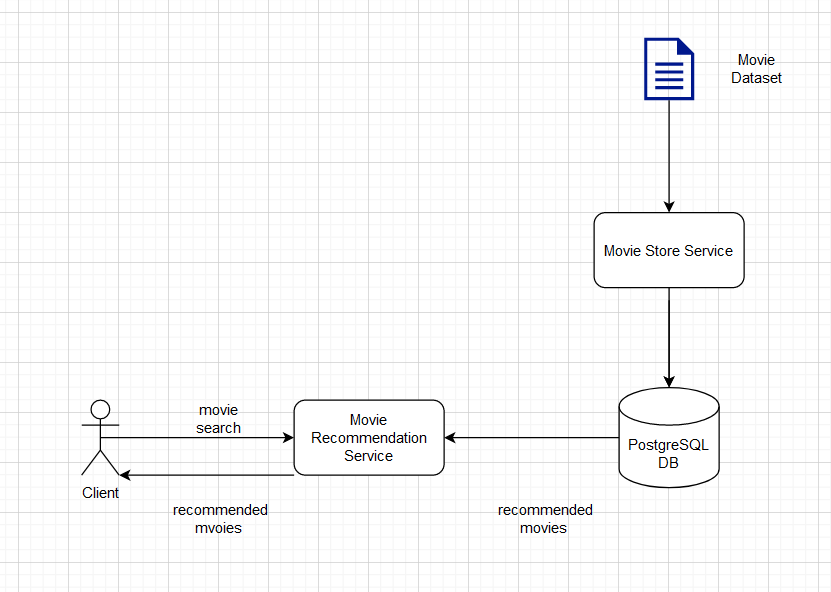 Movie
Dataset
Movie Store Service
movie
search
Movie
Recommendation
Service
PostgreSQL
DB
Client
recommended
mvoies
recommended
movies